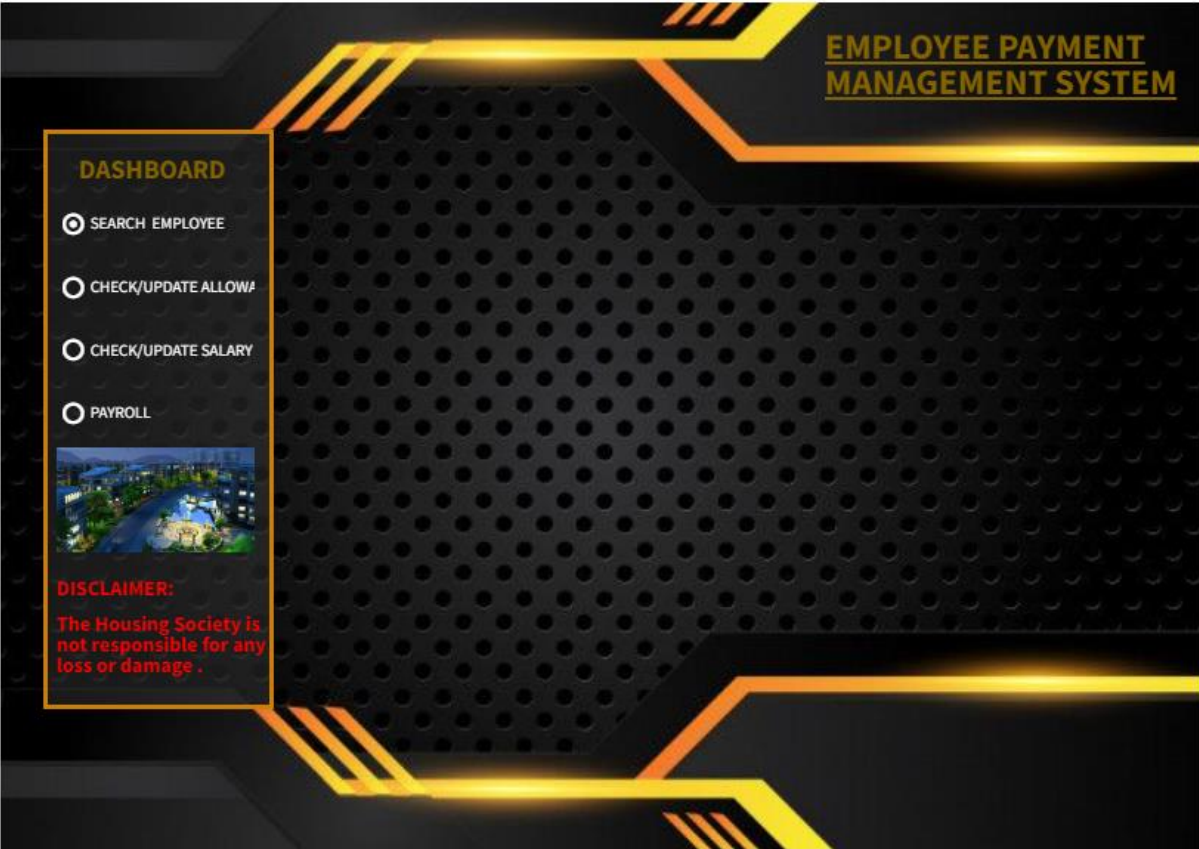 EMPLOYEE PAYMENT
MANAGEMENT SYSTEM
DASHBOARD
SEARCH EMPLOYEE
CHECK/UPDATE ALLOWA
CHECK/UPDATE SALARY
PAYROLL
DISCLAIMER:
The Housing Society is
not responsible for any
loss or damage .